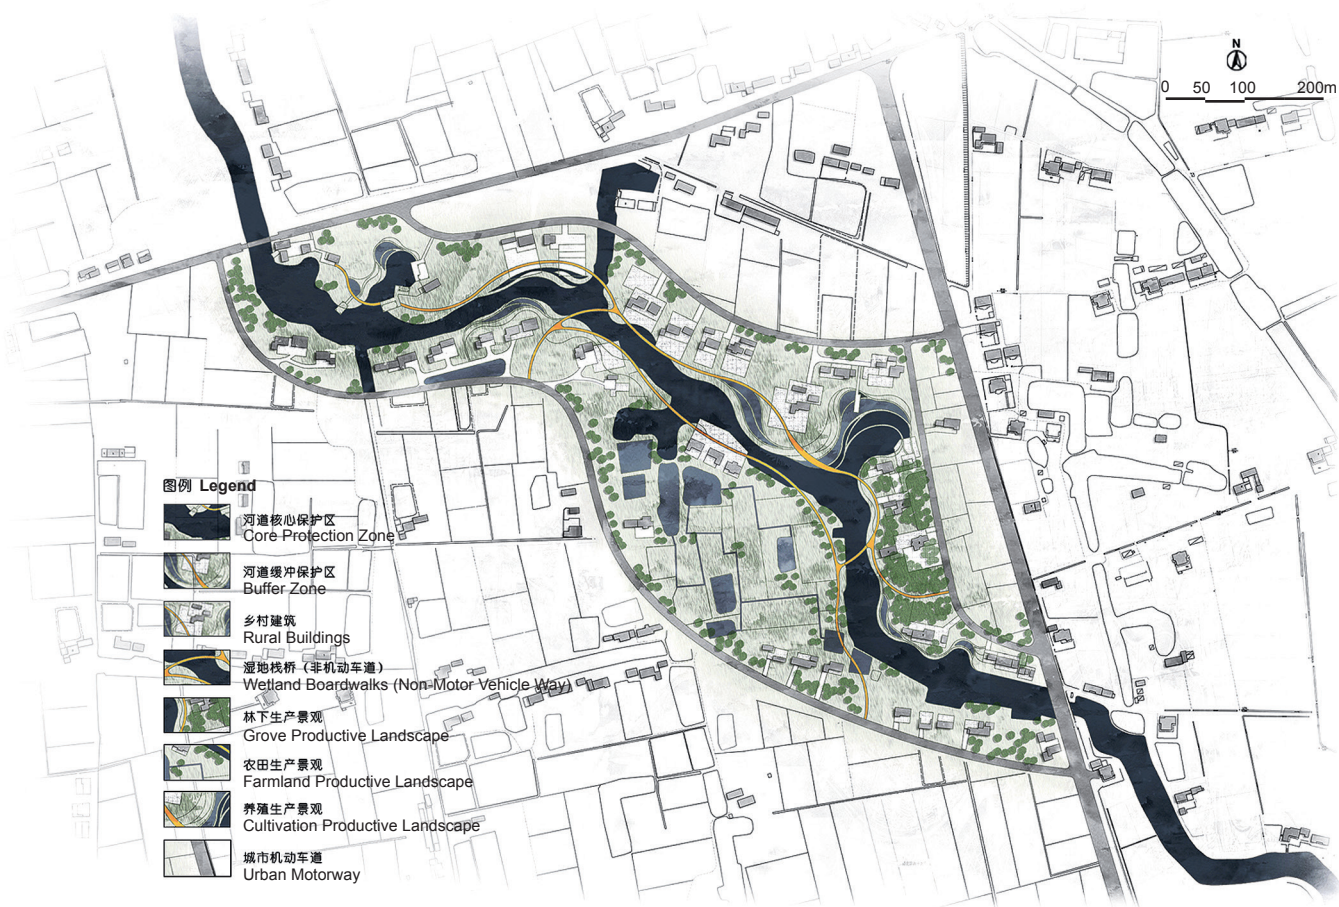 N
0 50 100 200m
图例 Legend
河道核心保护区
Core Protection Zone
河道缓冲保护区
Buffer Zone
乡村建筑
Rural Buildings
湿地栈桥（非机动车道）
Wetland Boardwalks (Non-Motor Vehicle Way)
林下生产景观
Grove Productive Landscape
农田生产景观
Farmland Productive Landscape
养殖生产景观
Cultivation Productive Landscape
城市机动车道
Urban Motorway